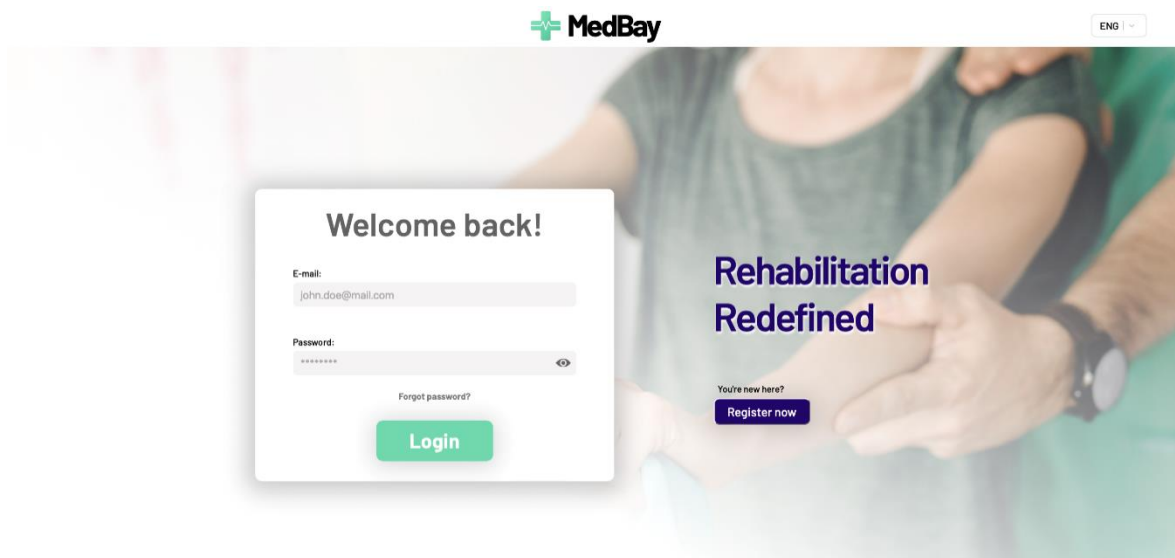 MedBay
ENG
Welcome back!
E-mail:
john.doe@mail.com
Password:
********
Forgot password?
Login
Rehabilitation
Redefined
You're new here?
Register now